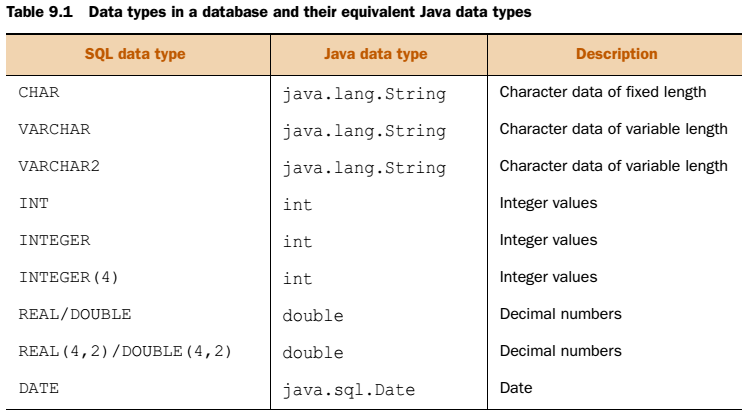 Table 9.1 Data types in a database and their equivalent Java data types
SQL data type Java data type Description
CHAR java.lang.String Character data of fixed length
VARCHAR java.lang.String Character data of variable length
VARCHAR2 java.lang.String Character data of variable length
INT int Integer values
INTEGER int Integer values
INTEGER(4) int Integer values
REAL/DOUBLE double Decimal numbers
REAL(4,2)/DOUBLE(4,2) double Decimal numbers
DATE java.sql.Date Date